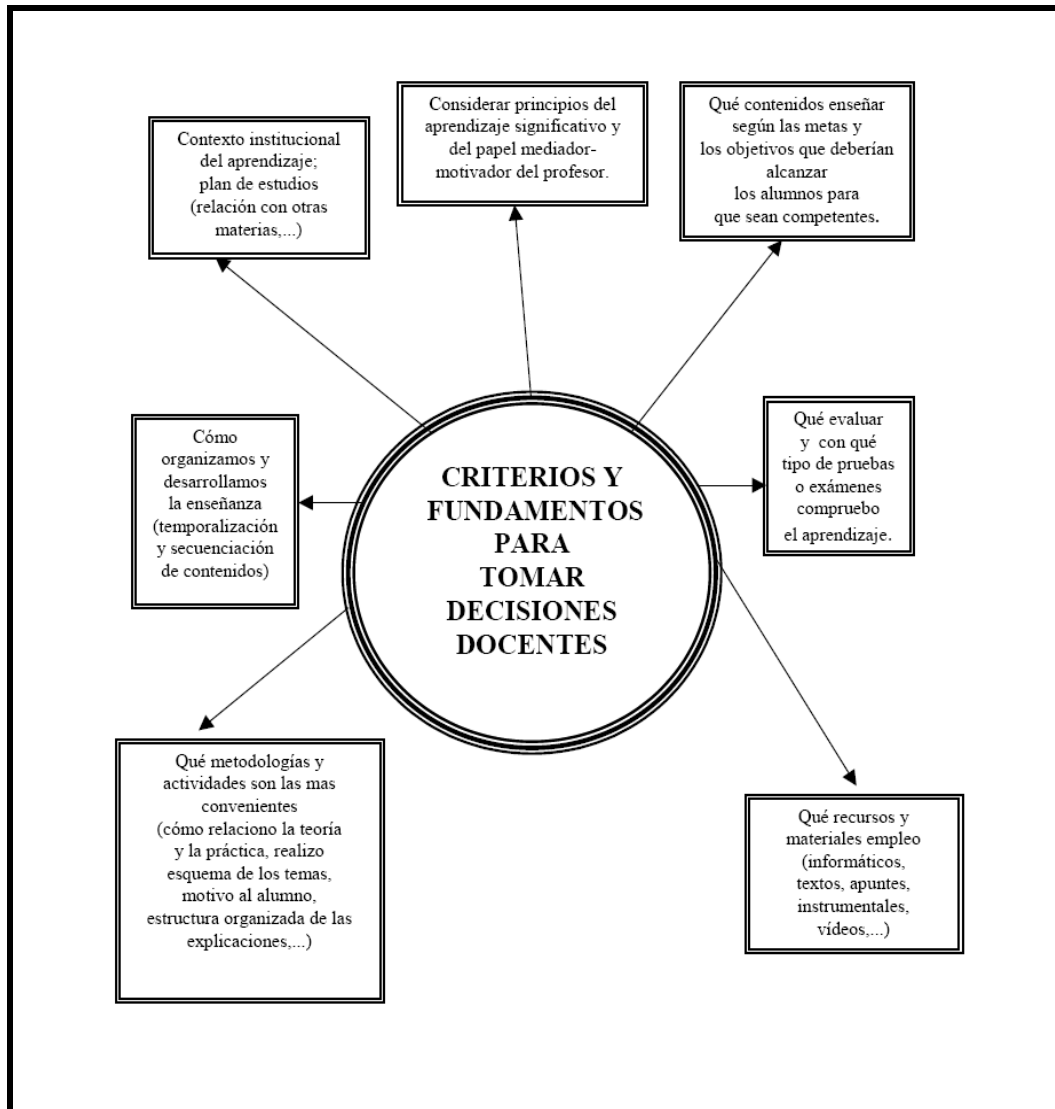 Contexto institucional
del aprendizaje;
plan de estudios
(relación con otras
materias,...)
Considerar principios del
aprendizaje significativo y
del papel mediador-
motivador del profesor.
Qué contenidos enseñar
según las metas y
los objetivos que deberían
alcanzar
los alumnos para
que sean competentes.
Cómo
organizamos y
desarrollamos
la enseñanza
(temporalización
y secuenciación
de contenidos)
CRITERIOS Y
FUNDAMENTOS
PARA
TOMAR
DECISIONES
DOCENTES
Qué evaluar
y con qué
tipo de pruebas
o exámenes
compruebo
el aprendizaje.
Qué metodologías y
actividades son las mas
convenientes
(cómo relaciono la teoría
y la práctica, realizo
esquema de los temas,
motivo al alumno,
estructura organizada de las
explicaciones,...)
Qué recursos y
materiales empleo
(informáticos,
textos, apuntes,
instrumentales,
vídeos,...)